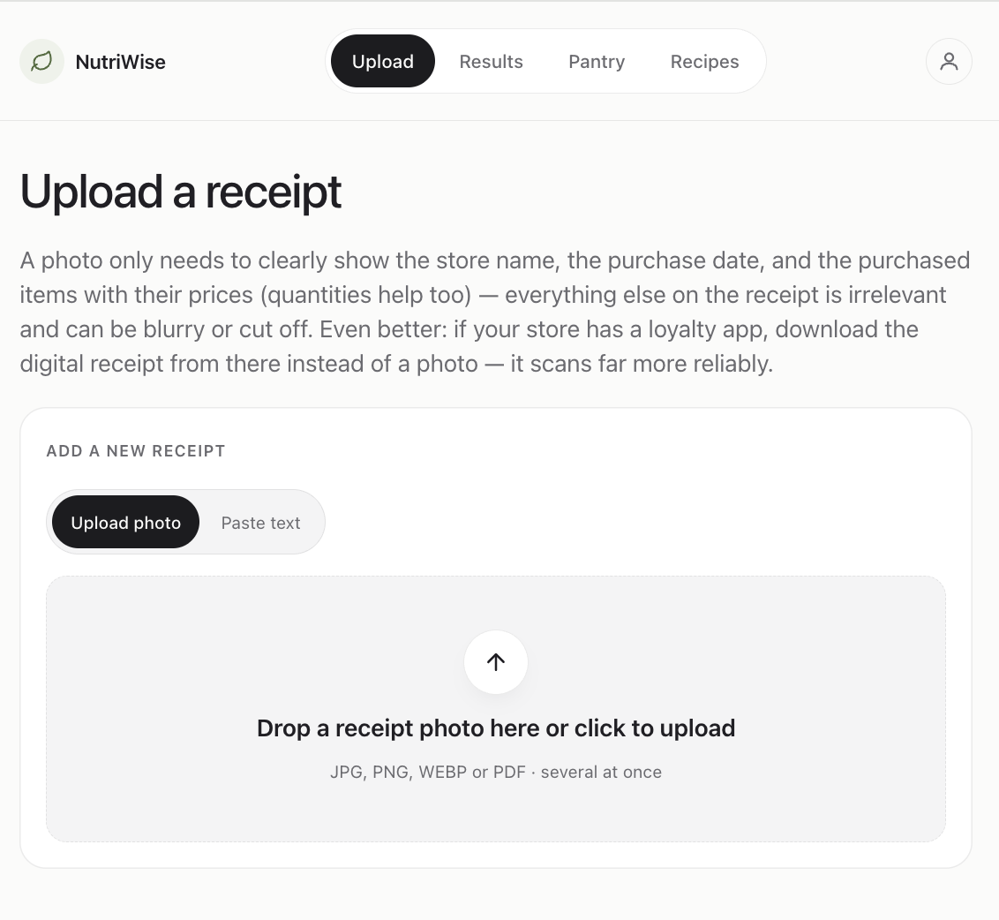 NutriWise
Upload
Results
Pantry
Recipes
Upload a receipt
A photo only needs to clearly show the store name, the purchase date, and the purchased
items with their prices (quantities help too) — everything else on the receipt is irrelevant
and can be blurry or cut off. Even better: if your store has a loyalty app, download the
digital receipt from there instead of a photo — it scans far more reliably.
ADD A NEW RECEIPT
Upload photo
Paste text
Drop a receipt photo here or click to upload
JPG, PNG, WEBP or PDF · several at once